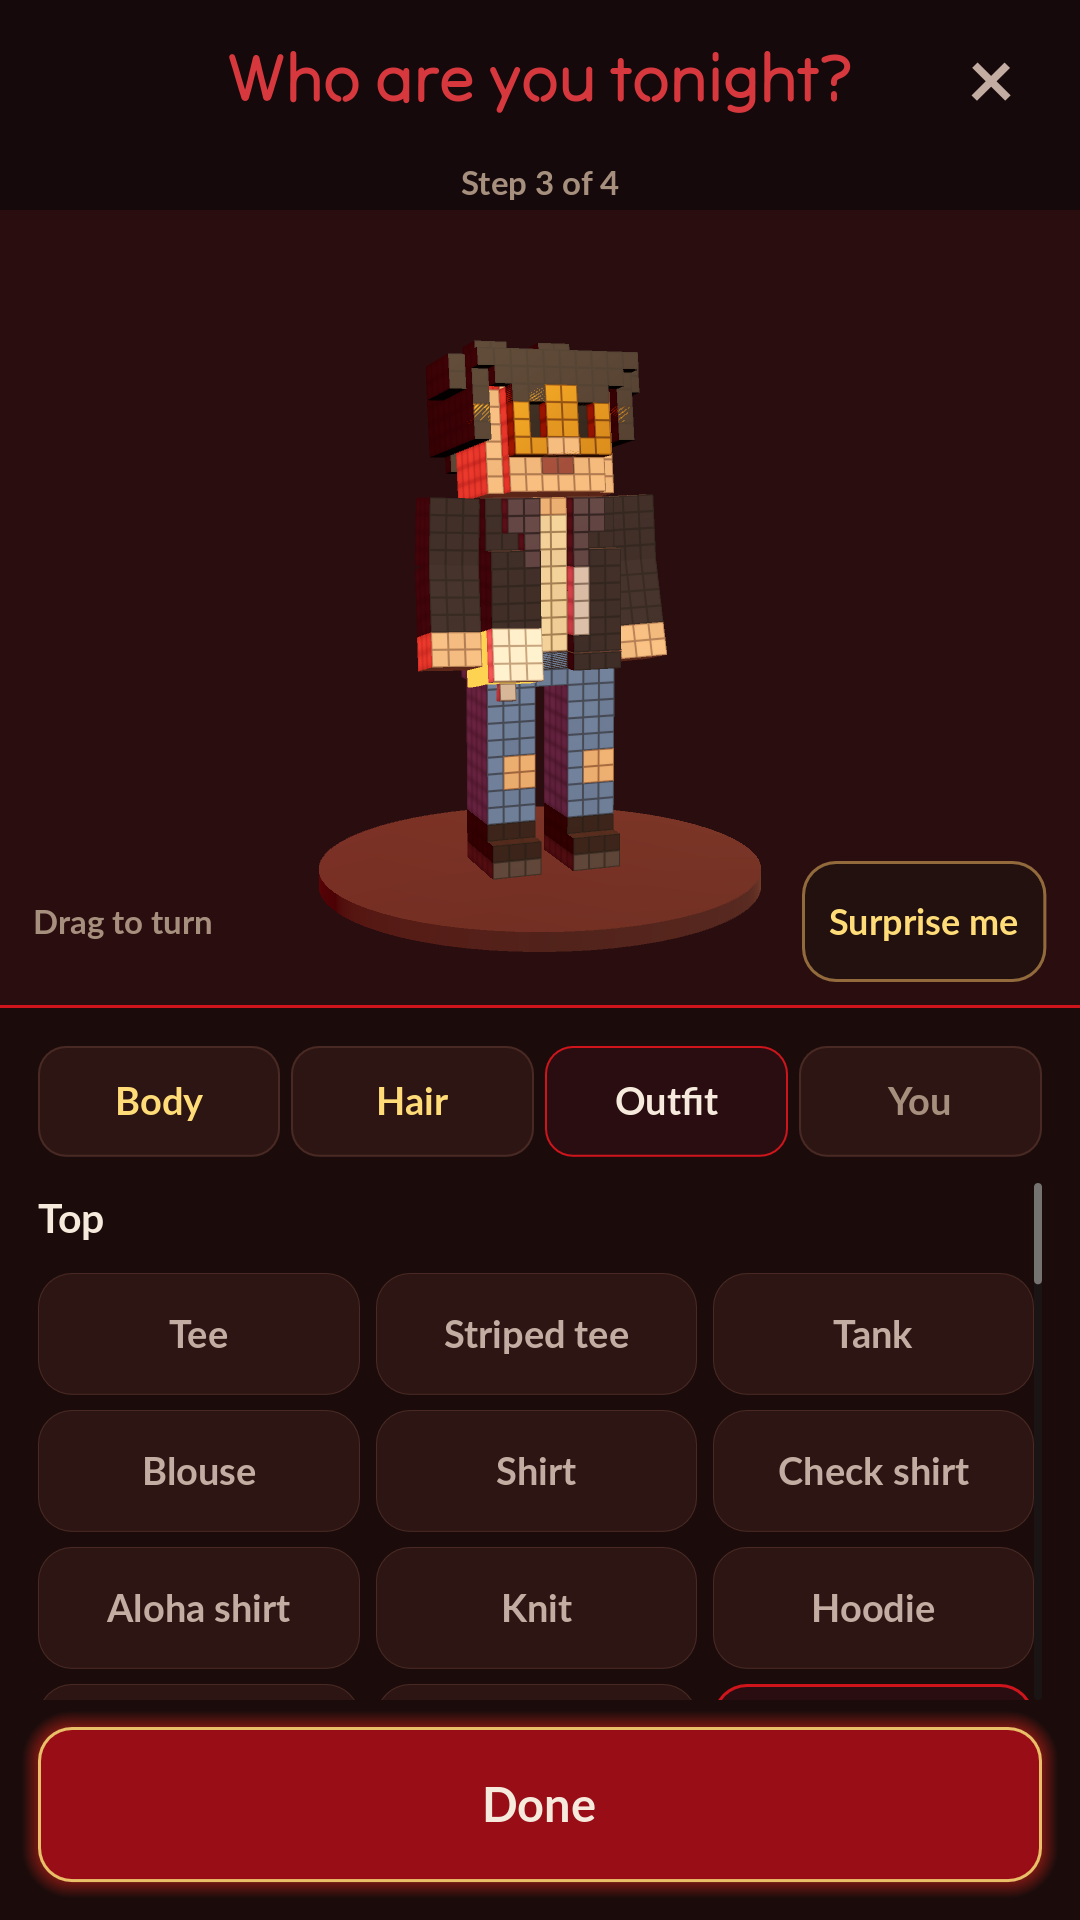 Who are you tonight?
Step 3 of 4
Drag to turn
Surprise me
Body
Hair
Outfit
You
Top
Tee
Striped tee
Tank
Blouse
Shirt
Check shirt
Aloha shirt
Knit
Hoodie
Done